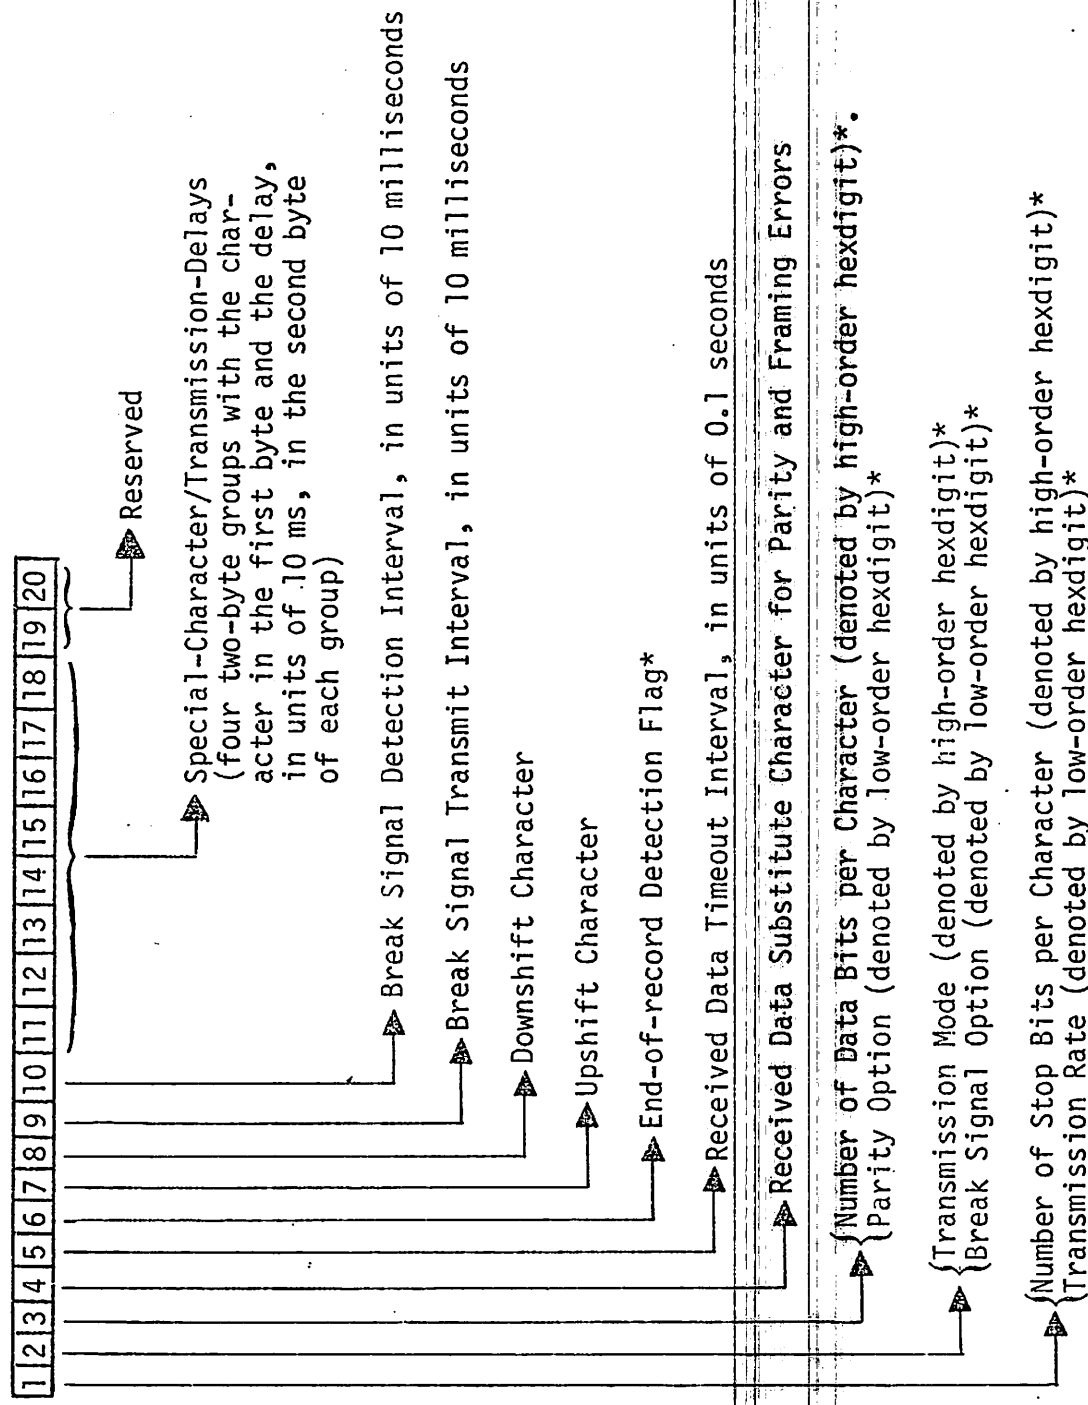 1|2|3|4|5|6|7|8|9|10|11|12|13|14|15|16|17|18|19|20
Reserved
Special-Character/Transmission-Delays
(four two-byte groups with the char-
acter in the first byte and the delay,
in units of 10 ms, in the second byte
of each group)
Break Signal Detection Interval, in units of 10 milliseconds
Break Signal Transmit Interval, in units of 10 milliseconds
Downshift Character
Upshift Character
End-of-record Detection Flag*
Received Data Timeout Interval, in units of 0.1 seconds
Received Data Substitute Character for Parity and Framing Errors
{Number of Data Bits per Character (denoted by high-order hexdigit)*.
{Parity Option (denoted by low-order hexdigit)*
{Transmission Mode (denoted by high-order hexdigit)*
{Break Signal Option (denoted by low-order hexdigit)*
{Number of Stop Bits per Character (denoted by high-order hexdigit)*
{Transmission Rate (denoted by low-order hexdigit)*